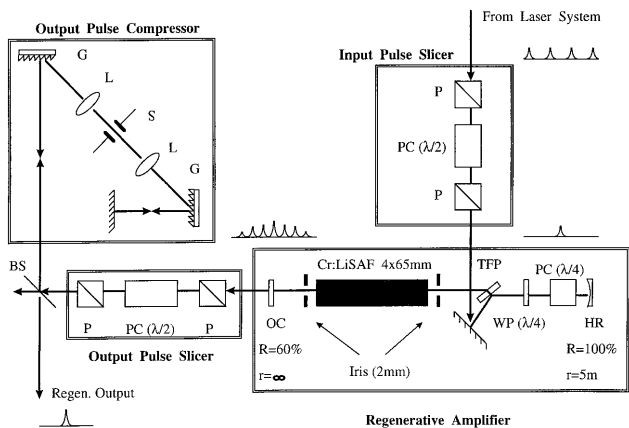 Output Pulse Compressor
From Laser System
G
L
S
L
G
Input Pulse Slicer
P
PC (λ/2)
P
BS
P
PC (λ/2)
P
Output Pulse Slicer
Regen. Output
Cr:LiSAF 4x65mm
TFP
PC (λ/4)
OC
WP (λ/4)
HR
R=60%
Iris (2mm)
R=100%
r=∞
r=5m
Regenerative Amplifier